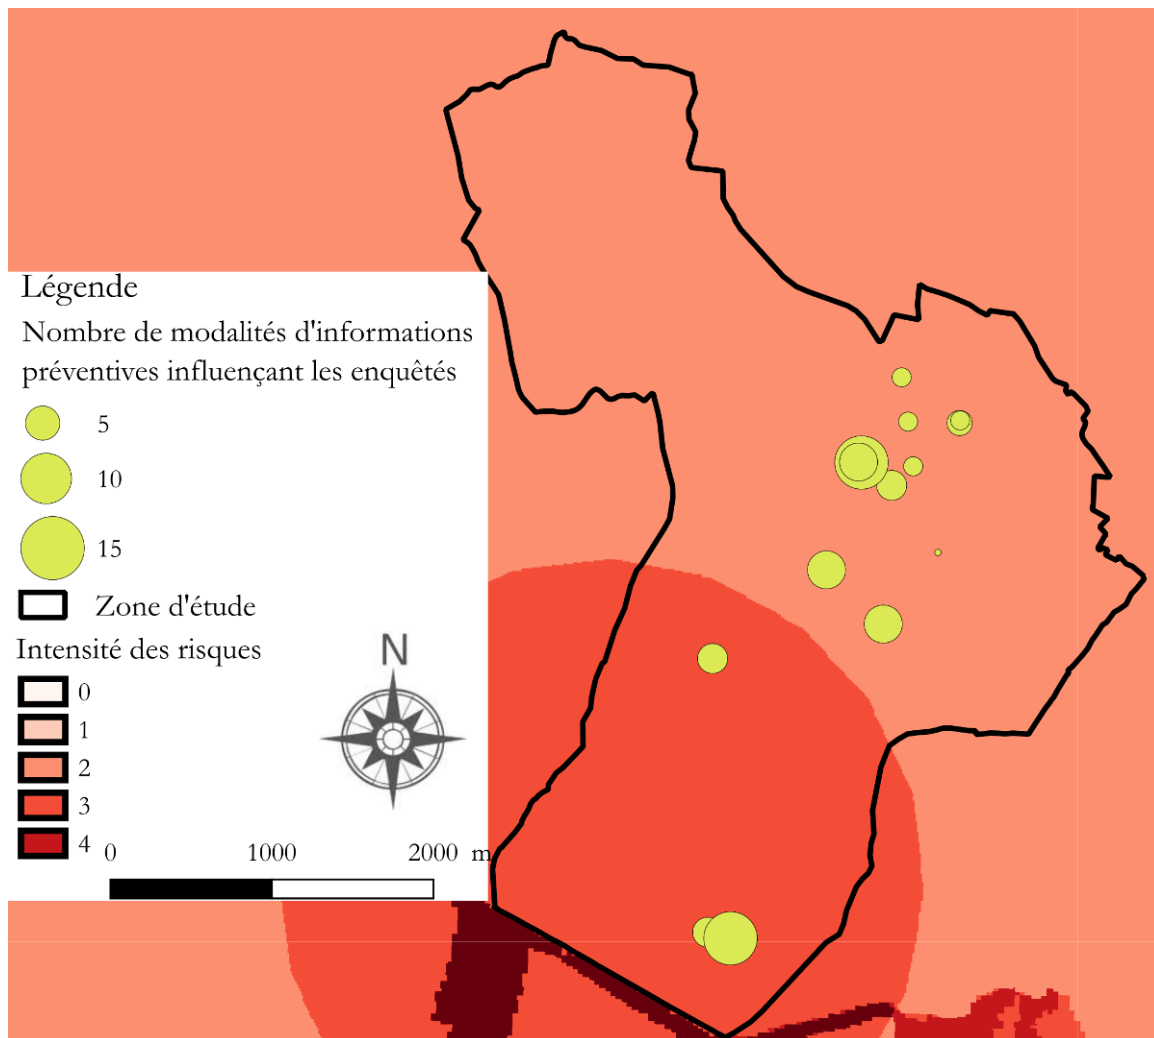 Légende
Nombre de modalités d'informations
préventives influençant les enquêtés
5
10
15
Zone d'étude
Intensité des risques
N
0
1
2
3
4
0 1000 2000 m